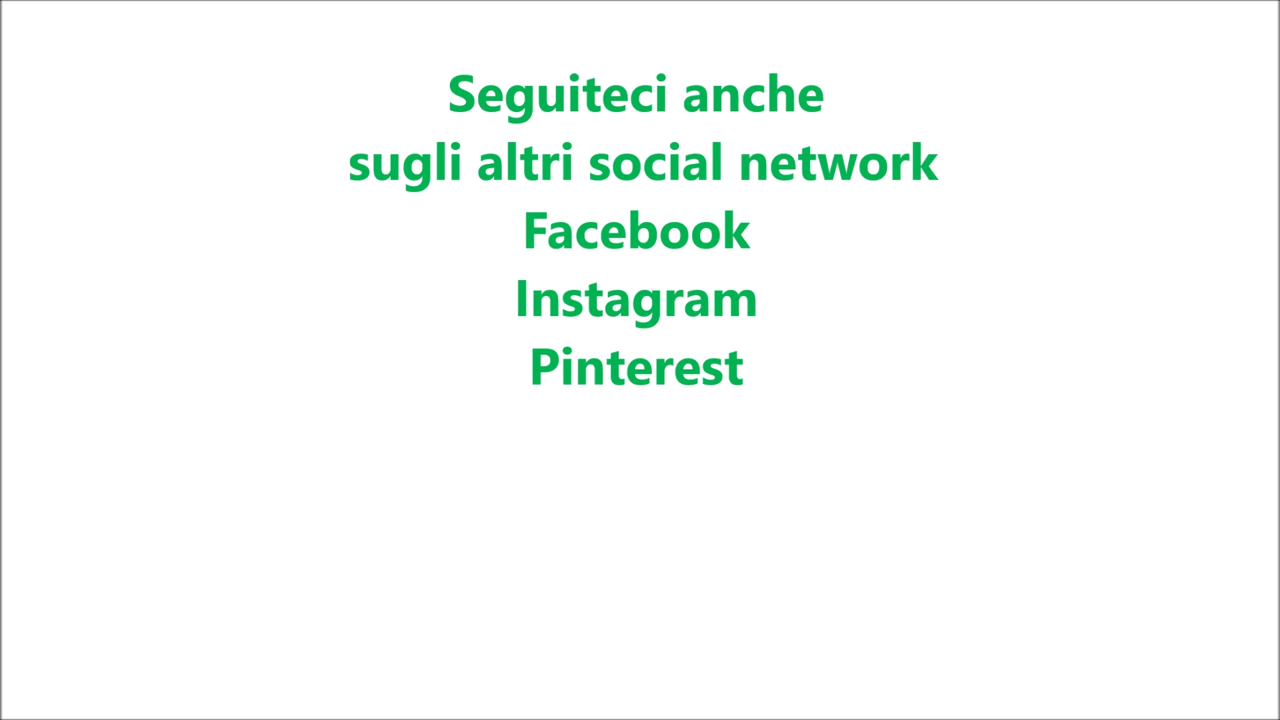 Seguiteci anche
sugli altri social network
Facebook
Instagram
Pinterest